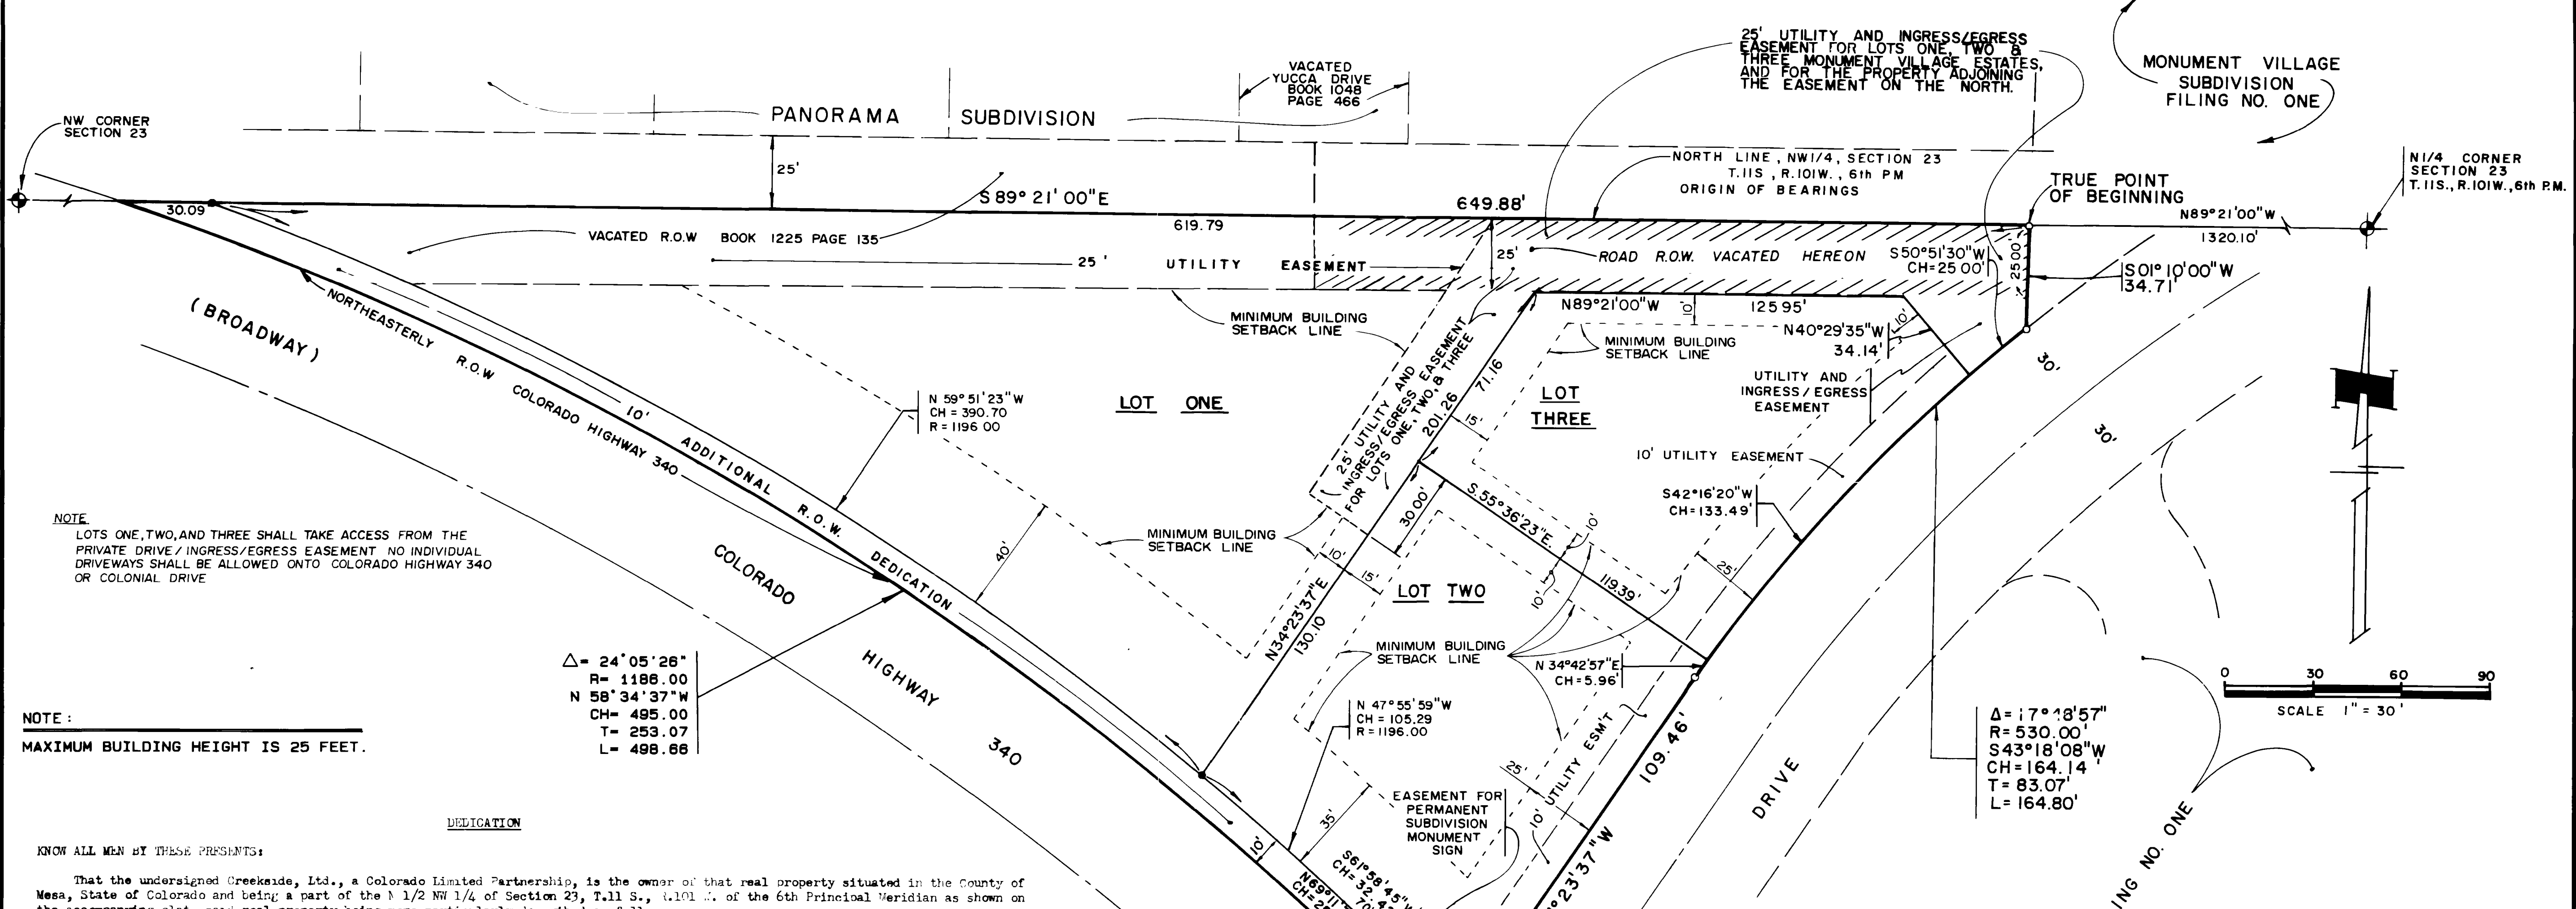 25' UTILITY AND INGRESS/EGRESS
EASEMENT FOR LOTS ONE, TWO &
THREE MONUMENT VILLAGE ESTATES,
AND FOR THE PROPERTY ADJOINING
THE EASEMENT ON THE NORTH.
MONUMENT VILLAGE
SUBDIVISION
FILING NO. ONE
VACATED
YUCCA DRIVE
BOOK 1048
PAGE 466
PANORAMA SUBDIVISION
NW CORNER
SECTION 23
25'
NORTH LINE, NW1/4, SECTION 23
T.11S, R.101W., 6th PM
ORIGIN OF BEARINGS
N1/4 CORNER
SECTION 23
T.11S., R.101W., 6th P.M.
TRUE POINT
OF BEGINNING
30.09
S 89° 21' 00" E
649.88'
N89°21'00"W
1320.10'
619.79
VACATED R.O.W BOOK 1225 PAGE 135
25' UTILITY EASEMENT
25'
ROAD R.O.W. VACATED HEREON
S50°51'30"W
CH=25.00'
25.00'
S01°10'00"W
34.71'
(BROADWAY)
NORTHEASTERLY R.O.W COLORADO HIGHWAY 340
MINIMUM BUILDING
SETBACK LINE
N89°21'00"W
10'
125.95'
MINIMUM BUILDING
SETBACK LINE
N40°29'35"W
34.14'
10'
30'
30'
N 59°51'23"W
CH = 390.70
R = 1196.00
LOT ONE
25' UTILITY AND
INGRESS/EGRESS EASEMENT
FOR LOTS ONE, TWO, & THREE
71.16
201.26
15'
LOT
THREE
UTILITY AND
INGRESS/EGRESS
EASEMENT
10' ADDITIONAL R.O.W. DEDICATION
10' UTILITY EASEMENT
NOTE
LOTS ONE, TWO, AND THREE SHALL TAKE ACCESS FROM THE
PRIVATE DRIVE/INGRESS/EGRESS EASEMENT NO INDIVIDUAL
DRIVEWAYS SHALL BE ALLOWED ONTO COLORADO HIGHWAY 340
OR COLONIAL DRIVE
40'
MINIMUM BUILDING
SETBACK LINE
30.00'
S.55°36'23"E.
119.39'
10'
10'
S42°16'20"W
CH=133.49'
25'
COLORADO
HIGHWAY
340
10'
15'
LOT TWO
N34°23'37"E
130.10
MINIMUM BUILDING
SETBACK LINE
N 34°42'57"E
CH=5.96'
Δ= 24°05'26"
R= 1186.00
N 58°34'37"W
CH= 495.00
T= 253.07
L= 498.66
NOTE:
MAXIMUM BUILDING HEIGHT IS 25 FEET.
N 47°55'59"W
CH = 105.29
R = 1196.00
0 30 60 90
SCALE 1" = 30'
Δ= 17°48'57"
R= 530.00'
S43°18'08"W
CH= 164.14'
T= 83.07'
L= 164.80'
109.46'
10' UTILITY ESM'T
25'
DRIVE
EASEMENT FOR
PERMANENT
SUBDIVISION
MONUMENT
SIGN
35'
10'
S61°58'45"W
CH= 32.
N69°11'
°23'37"W
ING NO. ONE
DEDICATION
KNOW ALL MEN BY THESE PRESENTS:
That the undersigned Creekside, Ltd., a Colorado Limited Partnership, is the owner of that real property situated in the County of
Mesa, State of Colorado and being a part of the N 1/2 NW 1/4 of Section 23, T.11 S., R.101 W. of the 6th Principal Meridian as shown on